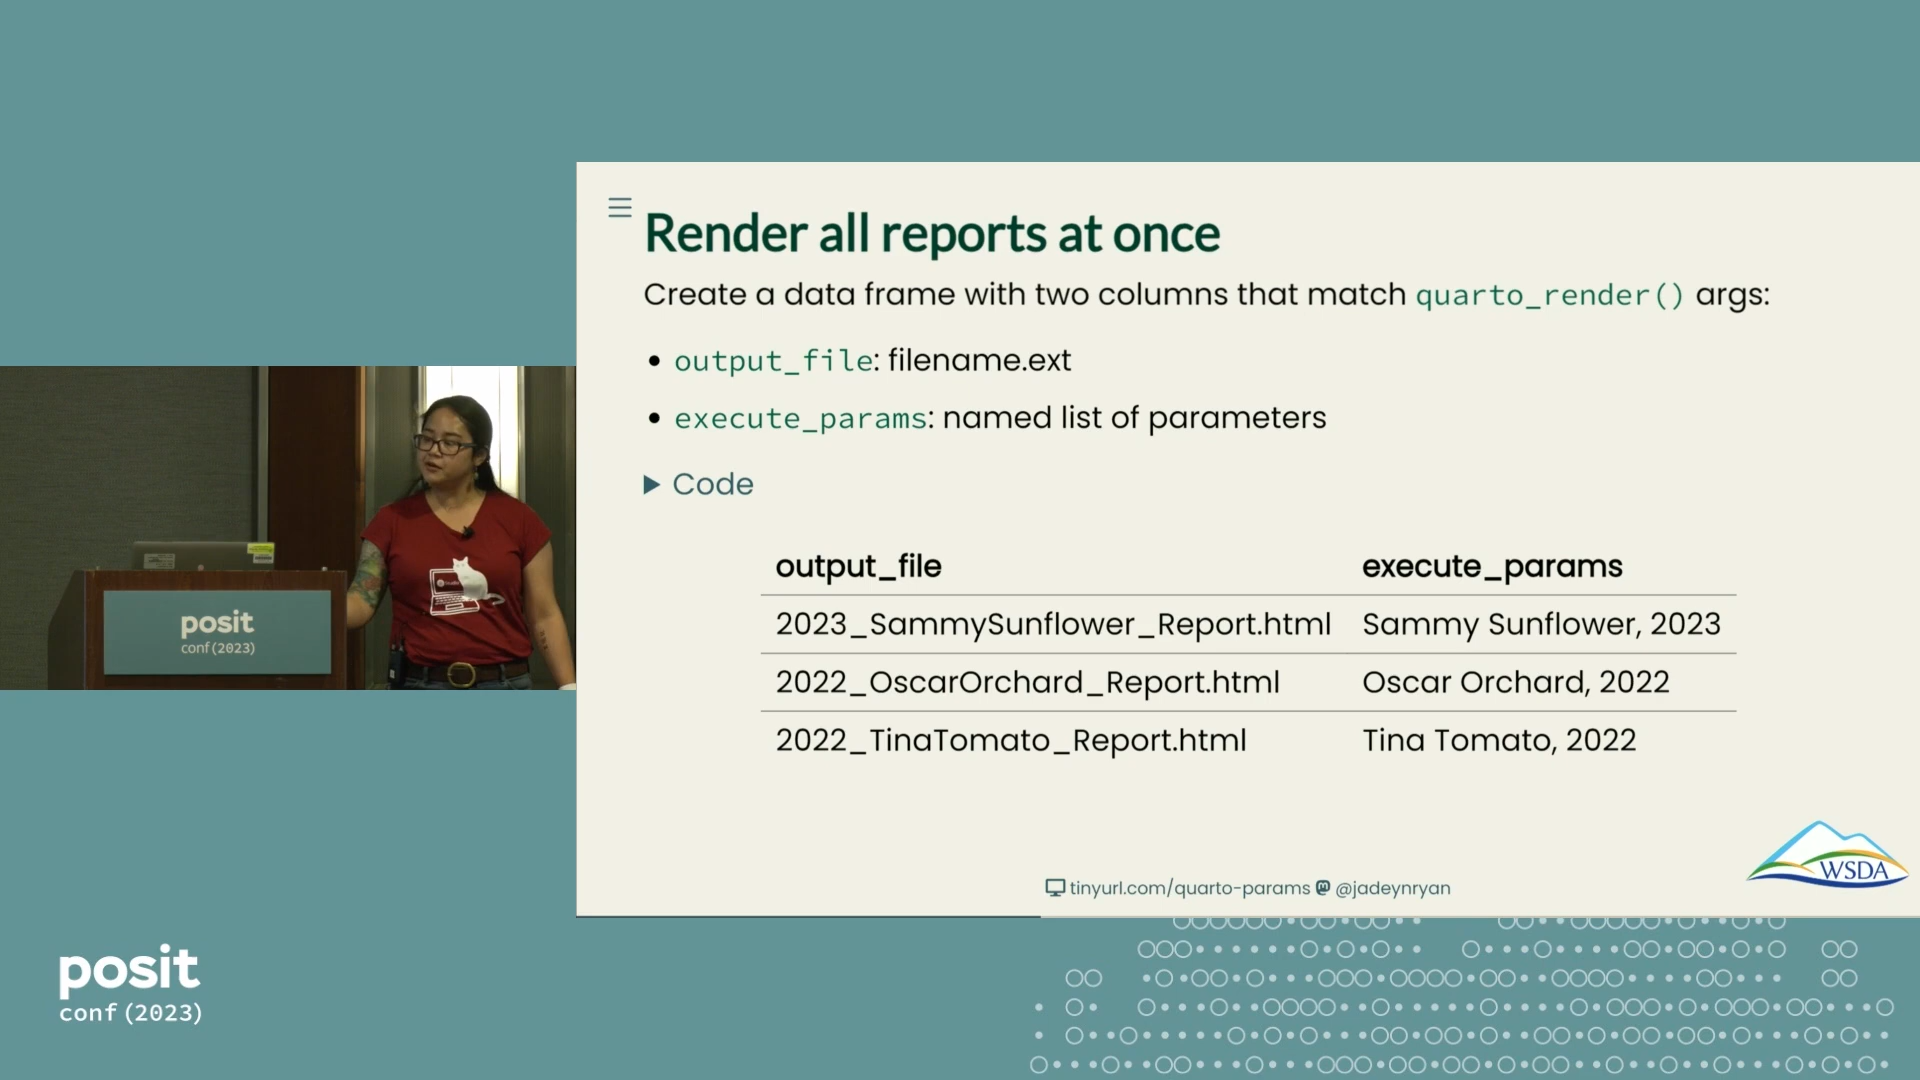 Render all reports at once
Create a data frame with two columns that match quarto_render() args:
output_file: filename.ext
execute_params: named list of parameters
Code
output_file execute_params
2023_SammySunflower_Report.html Sammy Sunflower, 2023
2022_OscarOrchard_Report.html Oscar Orchard, 2022
2022_TinaTomato_Report.html Tina Tomato, 2022
WSDA
tinyurl.com/quarto-params @jadeynryan
posit
conf(2023)
posit
conf(2023)